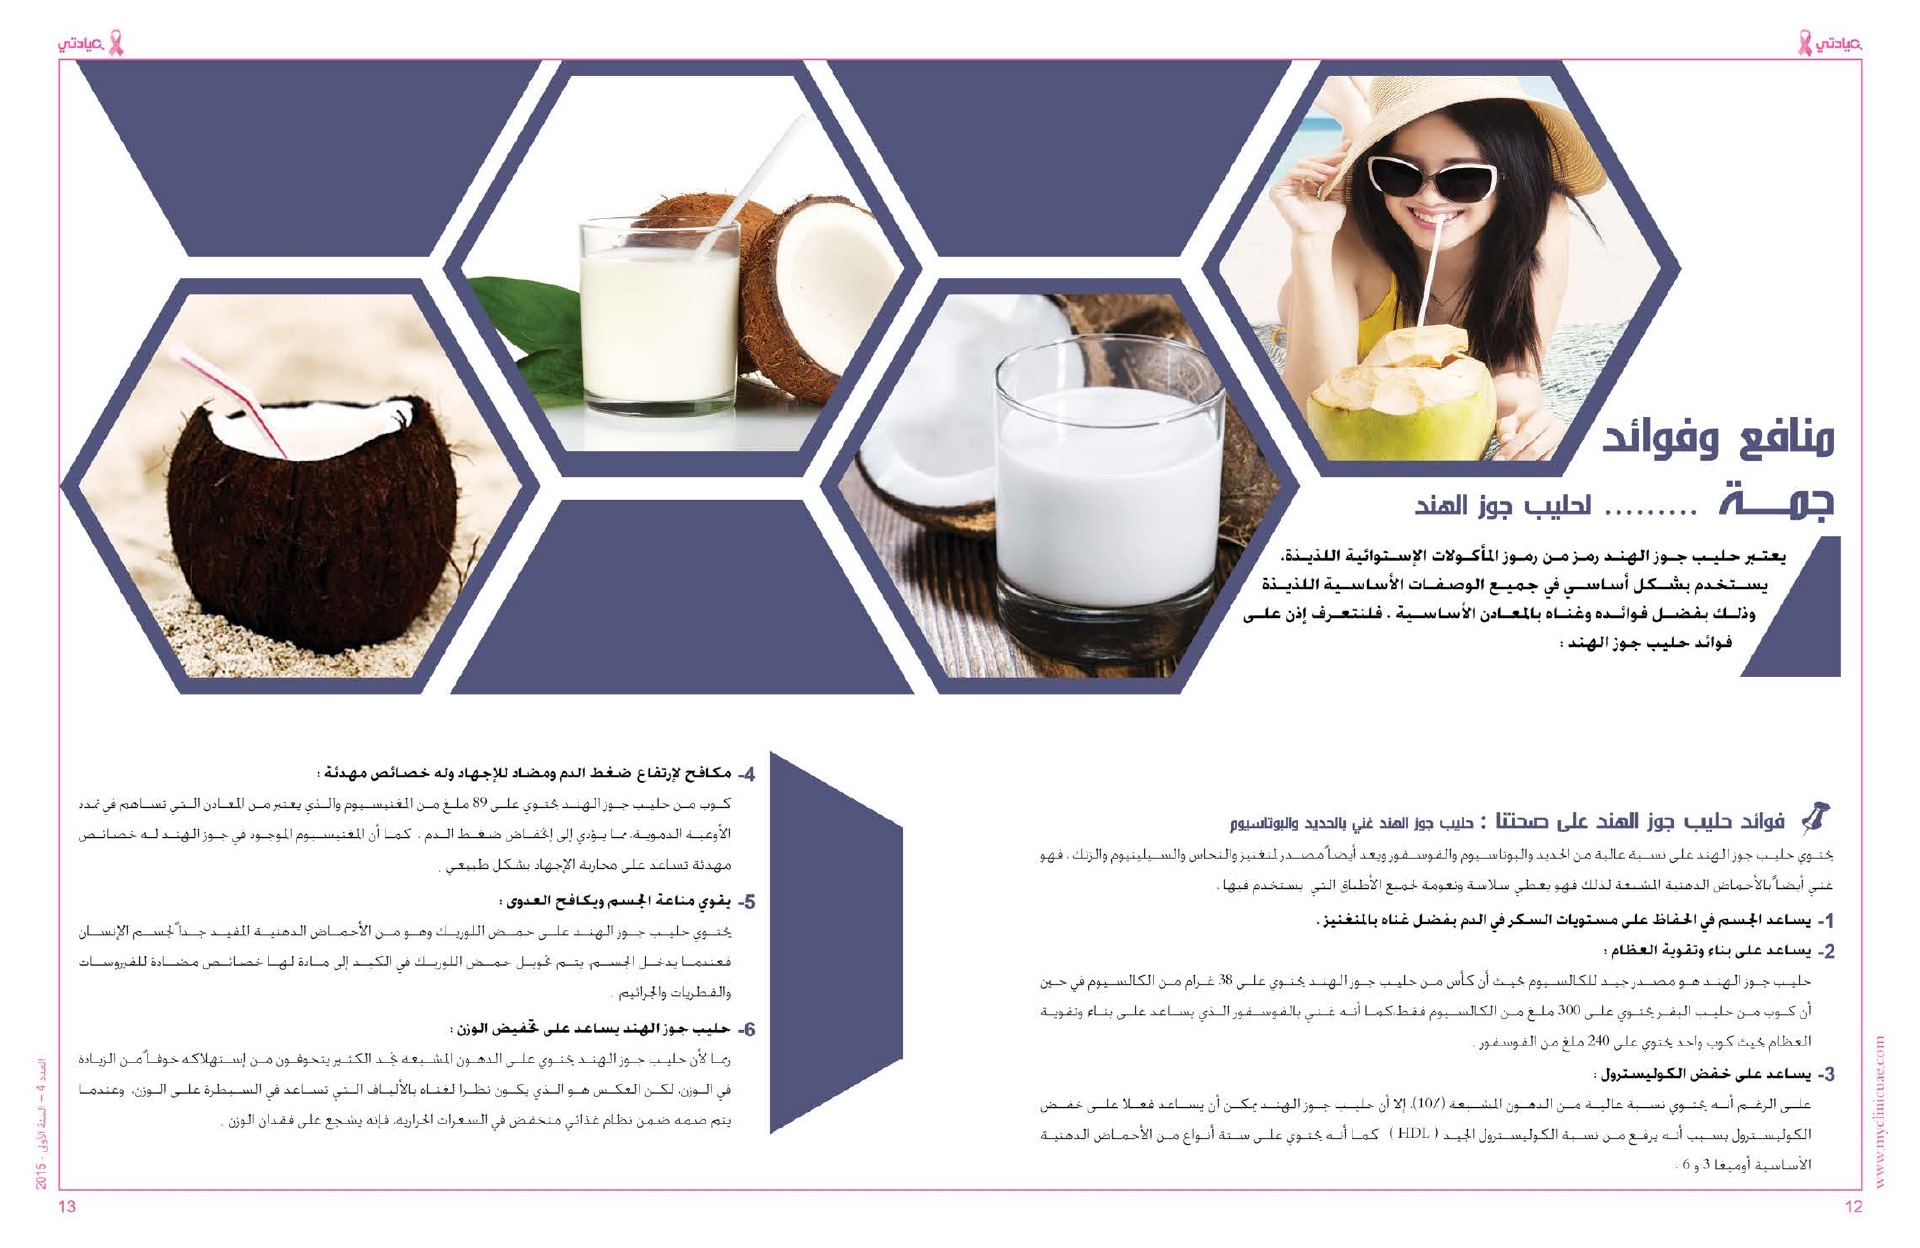 عيادتي
منافع وفوائد
جمـــة ......... لحليب جوز الهند
يعتبر حليب جوز الهند رمز من رموز المأكولات الإستوائية اللذيذة،
يستخدم بشكل أساسي في جميع الوصفات الأساسية اللذيذة
وذلك بفضل فوائده وغناه بالمعادن الأساسية . فلنتعرف إذن على
فوائد حليب جوز الهند :
فوائد حليب جوز الهند على صحتنا : حليب جوز الهند غني بالحديد والبوتاسيوم
يحتوي حليب جوز الهند على نسبة عالية من الحديد والبوتاسيوم والفوسفور ويعد أيضاً مصدر لنغنيز والنحاس والسيلينيوم والزنك . فهو
غني أيضاً بالأحماض الدهنية المشبعة لذلك فهو يعطي سلاسة ونعومة لجميع الأطباق التي يستخدم فيها .
1- يساعد الجسم في الحفاظ على مستويات السكر في الدم بفضل غناه بالمنغنيز .
2- يساعد على بناء وتقوية العظام :
حليب جوز الهند هو مصدر جيد للكالسيوم بحيث أن كأس من حليب جوز الهند يحتوي على 38 غرام من الكالسيوم في حين
أن كوب من حليب البقر يحتوي على 300 ملغ من الكالسيوم فقط،كما أنه غني بالفوسفور الذي يساعد على بناء وتقوية
العظام بحيث كوب واحد يحتوي على 240 ملغ من الفوسفور .
3- يساعد على خفض الكوليسترول :
على الرغم أنه يحتوي نسبة عالية من الدهون المشبعة (10٪)، إلا أن حليب جوز الهند يمكن أن يساعد فعلا على خفض
الكوليسترول بسبب أنه يرفع من نسبة الكوليسترول الجيد ( HDL ) كما أنه يحتوي على ستة أنواع من الأحماض الدهنية
الأساسية أوميغا 3 و 6 .
www.myclinicuae.com
12
عيادتي
4- مكافح لإرتفاع ضغط الدم ومضاد للإجهاد وله خصائص مهدئة :
كوب من حليب جوز الهند يحتوي على 89 ملغ من المغنيسيوم والذي يعتبر من المعادن التي تساهم في تمدد
الأوعية الدموية، ما يؤدي إلى إنخفاض ضغط الدم . كما أن المغنيسيوم الموجود في جوز الهند له خصائص
مهدئة تساعد على محاربة الإجهاد بشكل طبيعي .
5- يقوي مناعة الجسم ويكافح العدوى :
يحتوي حليب جوز الهند على حمض اللوريك وهو من الأحماض الدهنية المفيد جداً لجسم الإنسان
فعندما يدخل الجسم، يتم تحويل حمض اللوريك في الكبد إلى مادة لها خصائص مضادة للفيروسات
والفطريات والجراثيم .
6- حليب جوز الهند يساعد على تخفيض الوزن :
ربما لأن حليب جوز الهند يحتوي على الدهون المشبعة تجد الكثير يتخوفون من إستهلاكه خوفاً من الزيادة
في الوزن، لكن العكس هو الذي يكون نظرا لغناه بالألياف التي تساعد في السيطرة على الوزن، وعندما
يتم ضمه ضمن نظام غذائي منخفض في السعرات الحرارية، فإنه يشجع على فقدان الوزن .
العدد 4 – السنة الأولى - 2015
13